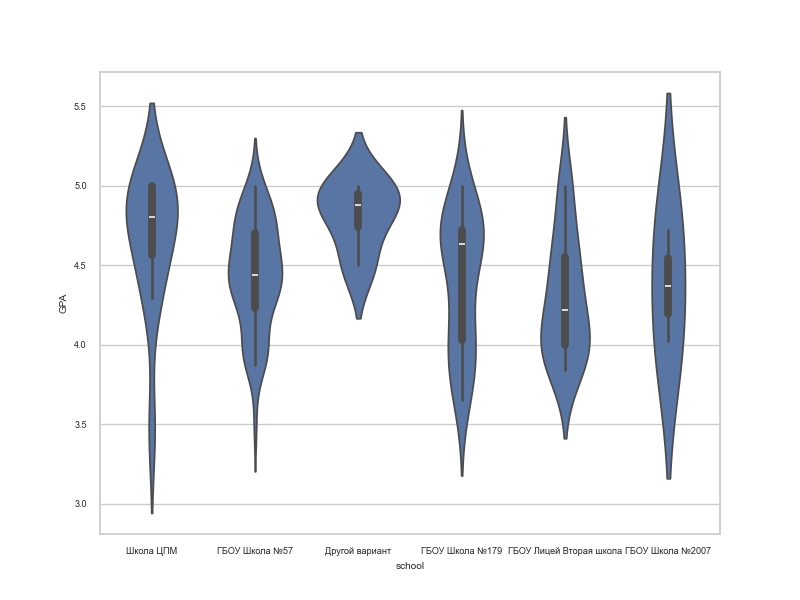 5.5
5.0
4.5
4.0
3.5
3.0
GPA
Школа ЦПМ
ГБОУ Школа №57
Другой вариант
ГБОУ Школа №179
ГБОУ Лицей Вторая школа
ГБОУ Школа №2007
school